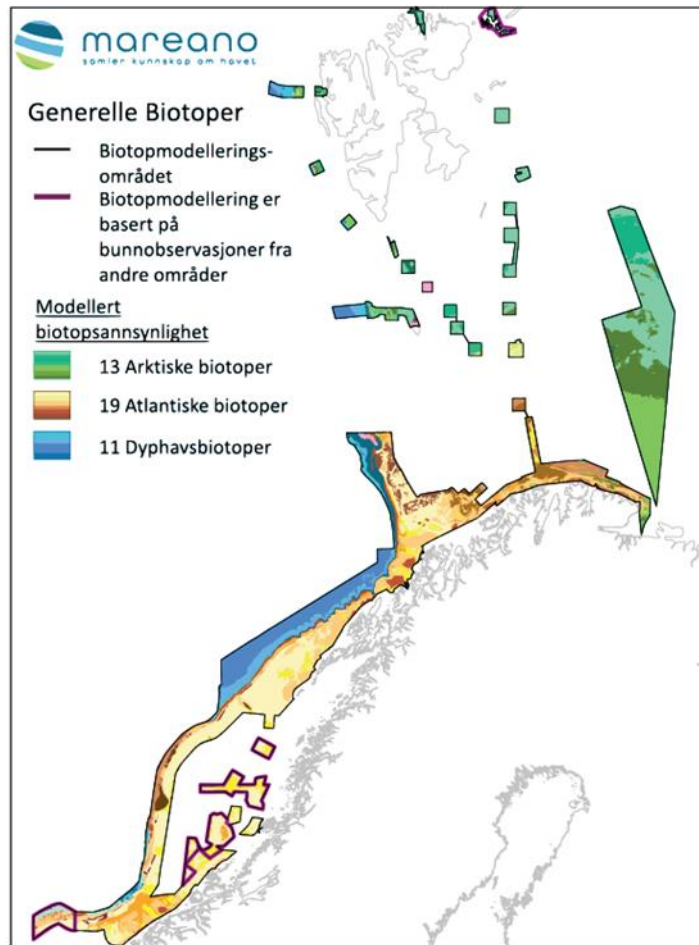 mareano
samler kunnskap om havet
Generelle Biotoper
Biotopmodellerings-
området
Biotopmodellering er
basert på
bunnobservasjoner fra
andre områder
Modellert
biotopsannsynlighet
13 Arktiske biotoper
19 Atlantiske biotoper
11 Dyphavsbiotoper